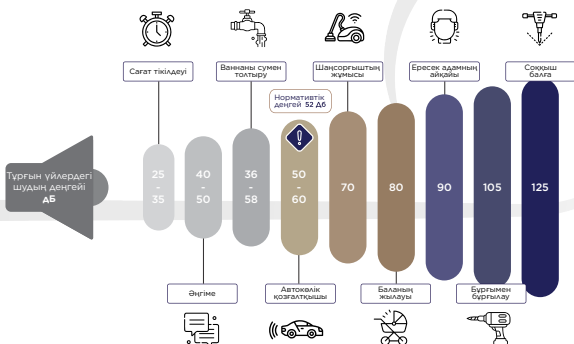 Сағат тікілдеуі
Ваннаны сумен
толтыру
Шаңсорғыштың
жұмысы
Ересек адамның
айқайы
Соққыш
балға
Нормативтік
деңгей 52 Дб
Тұрғын үйлердегі
шудың деңгейі
дБ
25
-
35
40
-
50
36
-
58
50
-
60
70
80
90
105
125
Әңгіме
Автокөлік
қозғалтқышы
Баланың
жылауы
Бұрғымен
бұрғылау